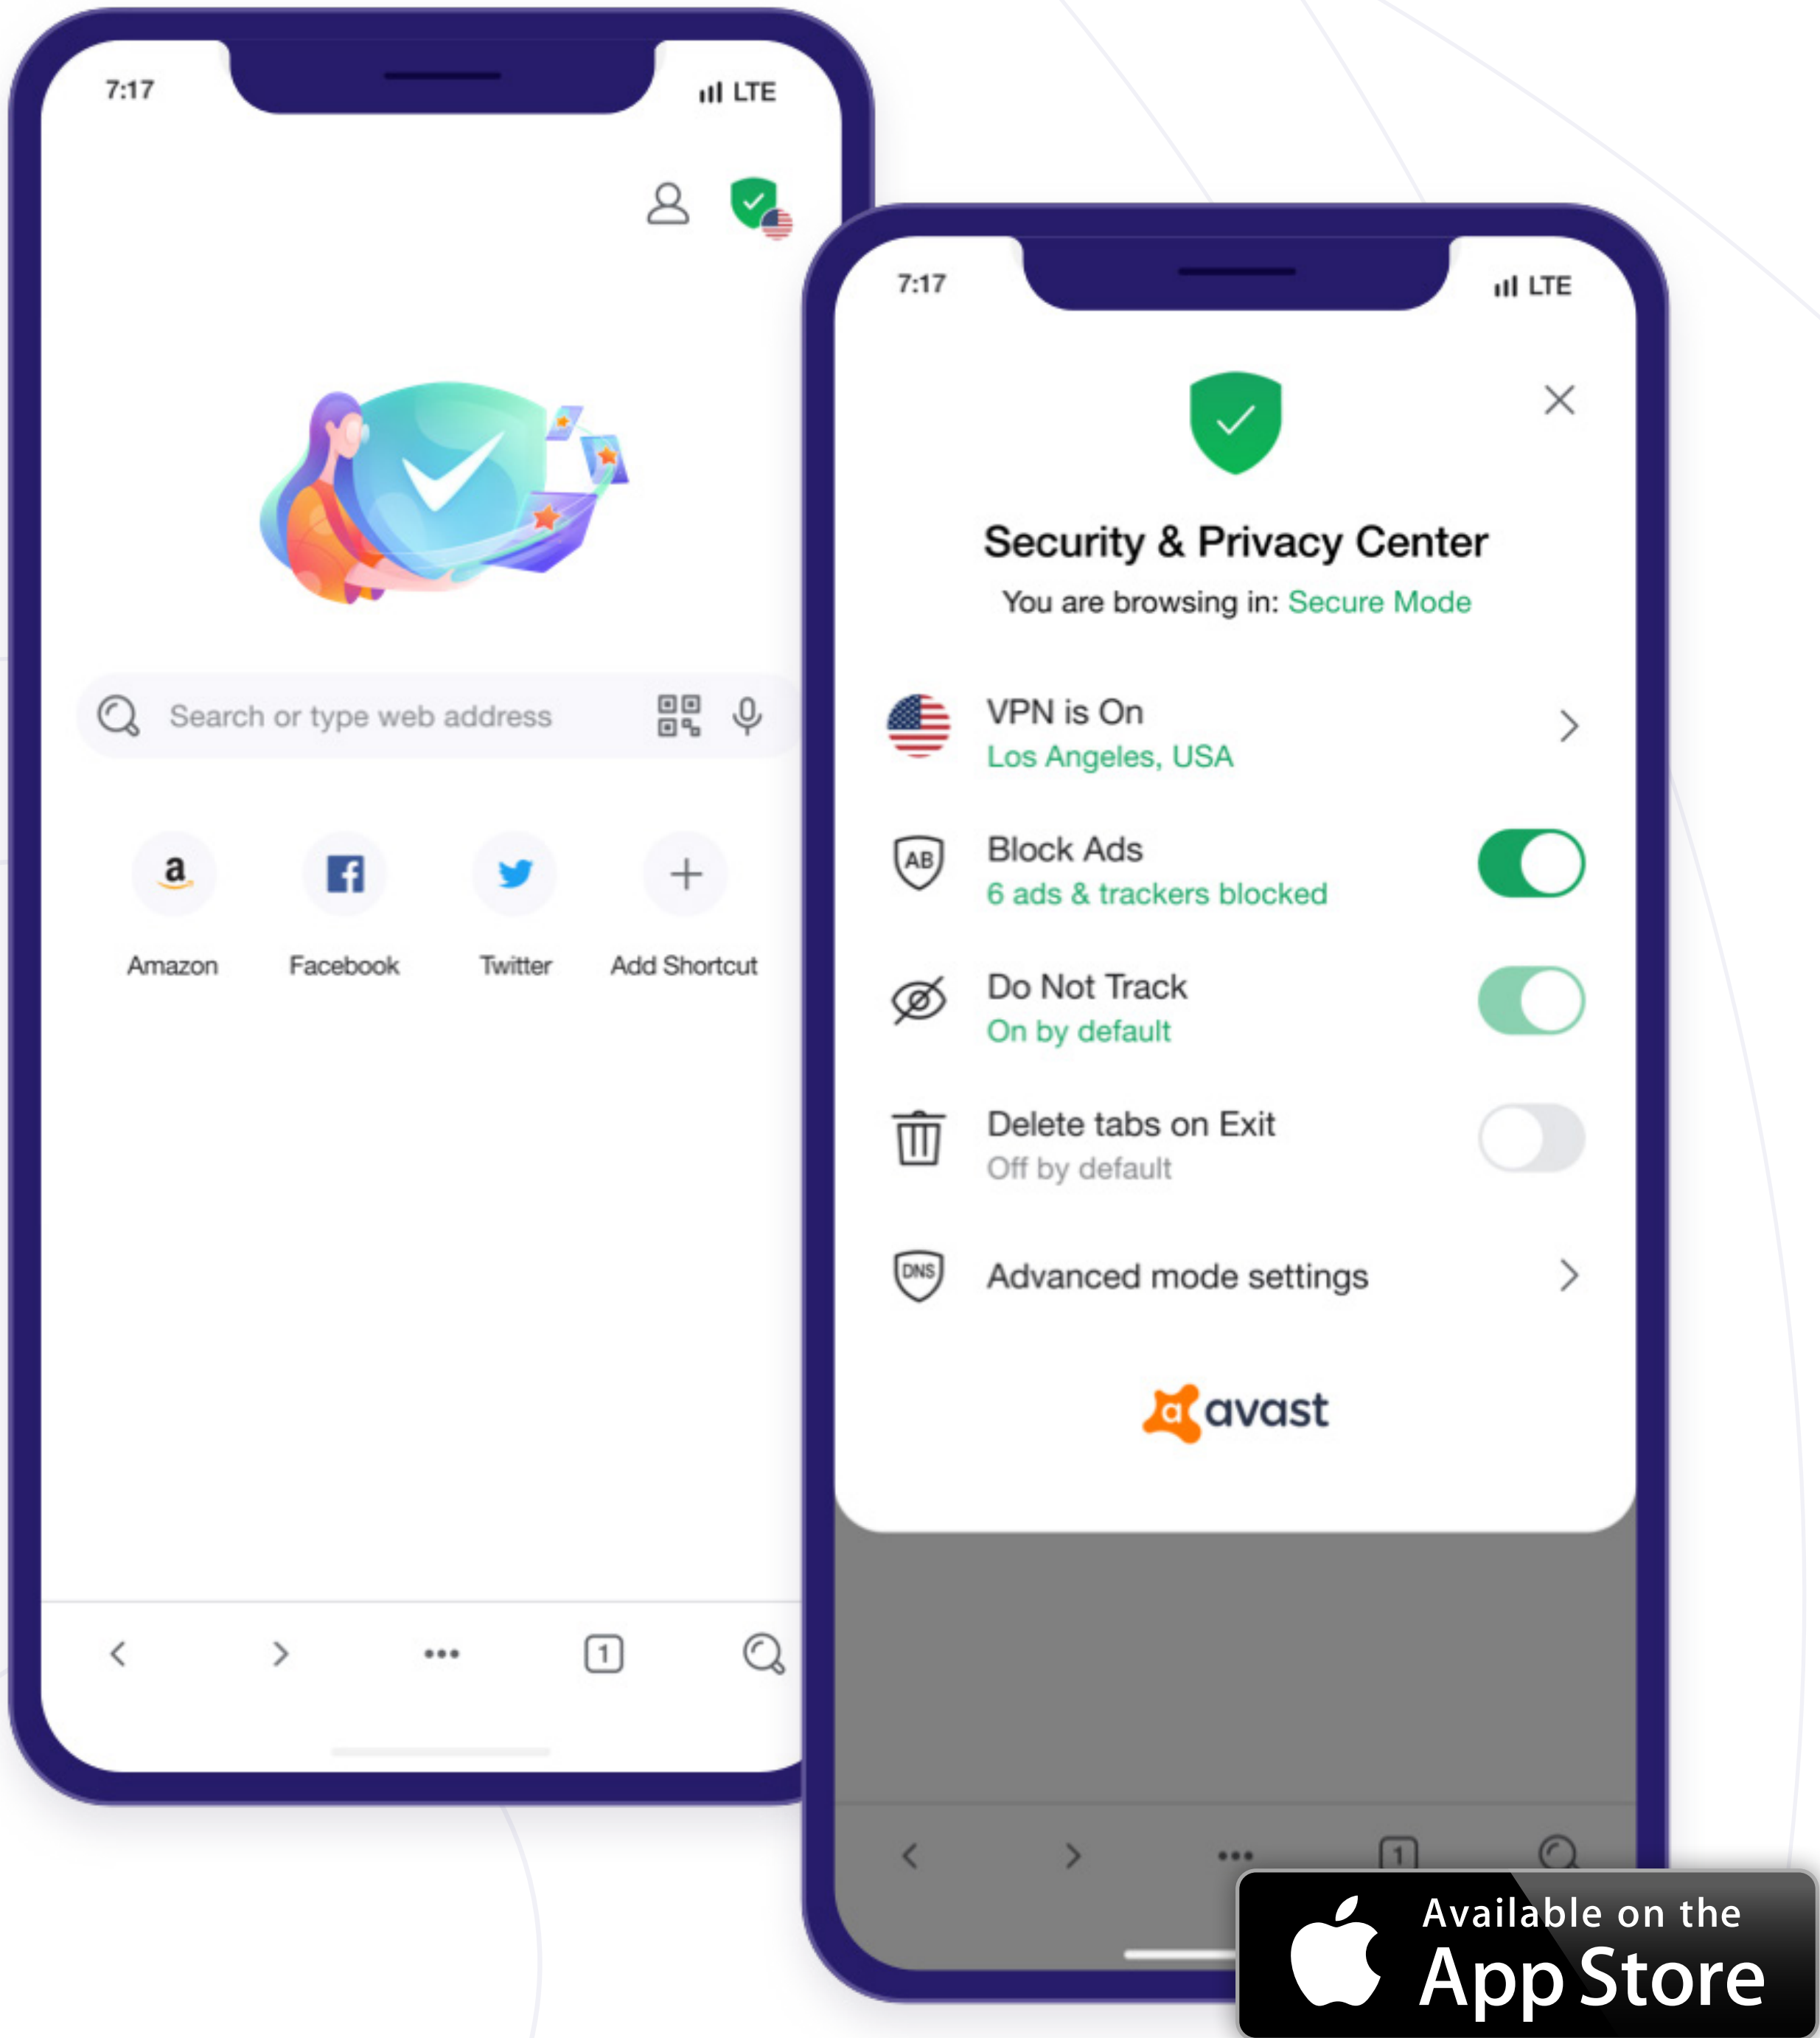 7:17
LTE
Search or type web address
a
Amazon
Facebook
Twitter
Add Shortcut
1
7:17
LTE
Security & Privacy Center
You are browsing in: Secure Mode
VPN is On
Los Angeles, USA
AB
Block Ads
6 ads & trackers blocked
Do Not Track
On by default
Delete tabs on Exit
Off by default
DNS
Advanced mode settings
a avast
1
Available on the
App Store